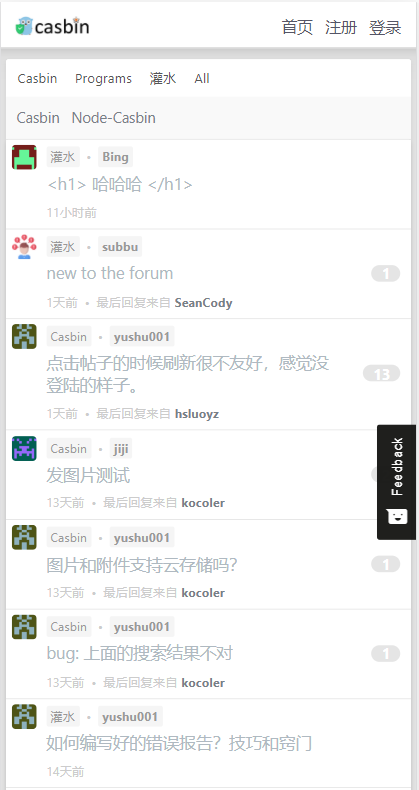 casbin 首页 注册 登录
Casbin Programs 灌水 All
Casbin Node-Casbin
灌水 • Bing
<h1> 哈哈哈 </h1>
11小时前
灌水 • subbu
new to the forum 1
1天前 • 最后回复来自 SeanCody
Casbin • yushu001
点击帖子的时候刷新很不友好，感觉没
登陆的样子。 13
1天前 • 最后回复来自 hsluoyz
Feedback
Casbin • jiji
发图片测试
13天前 • 最后回复来自 kocoler
Casbin • yushu001
图片和附件支持云存储吗? 1
13天前 • 最后回复来自 kocoler
Casbin • yushu001
bug: 上面的搜索结果不对 1
13天前 • 最后回复来自 kocoler
灌水 • yushu001
如何编写好的错误报告? 技巧和窍门
14天前